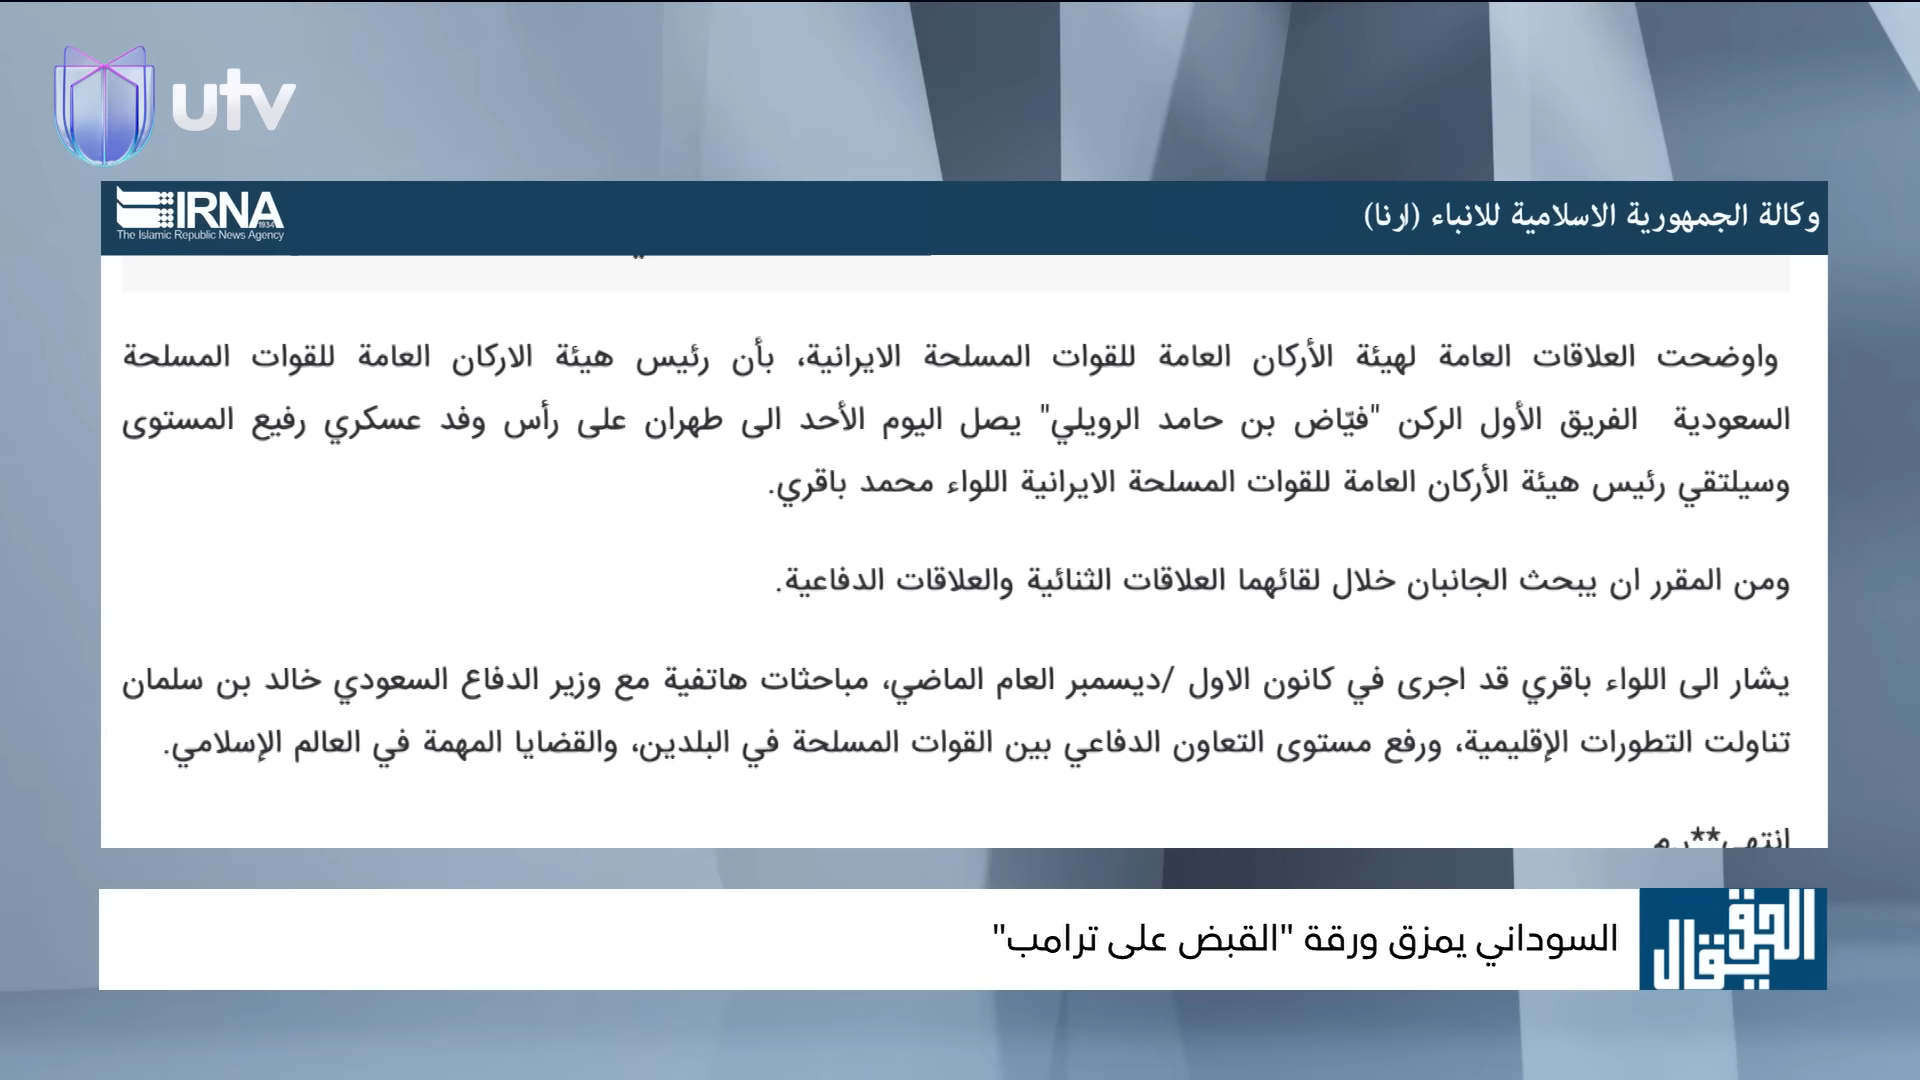 utv
IRNA
1934
The Islamic Republic News Agency
وكالة الجمهورية الاسلامية للانباء (ارنا)
واوضحت العلاقات العامة لهيئة الأركان العامة للقوات المسلحة الايرانية، بأن رئيس هيئة الاركان العامة للقوات المسلحة
السعودية الفريق الأول الركن "فيّاض بن حامد الرويلي" يصل اليوم الأحد الى طهران على رأس وفد عسكري رفيع المستوى
وسيلتقي رئيس هيئة الأركان العامة للقوات المسلحة الايرانية اللواء محمد باقري.
ومن المقرر ان يبحث الجانبان خلال لقائهما العلاقات الثنائية والعلاقات الدفاعية.
يشار الى اللواء باقري قد اجرى في كانون الاول /ديسمبر العام الماضي، مباحثات هاتفية مع وزير الدفاع السعودي خالد بن سلمان
تناولت التطورات الإقليمية، ورفع مستوى التعاون الدفاعي بين القوات المسلحة في البلدين، والقضايا المهمة في العالم الإسلامي.
انتهى**ر.م
الحق يقال
السوداني يمزق ورقة "القبض على ترامب"